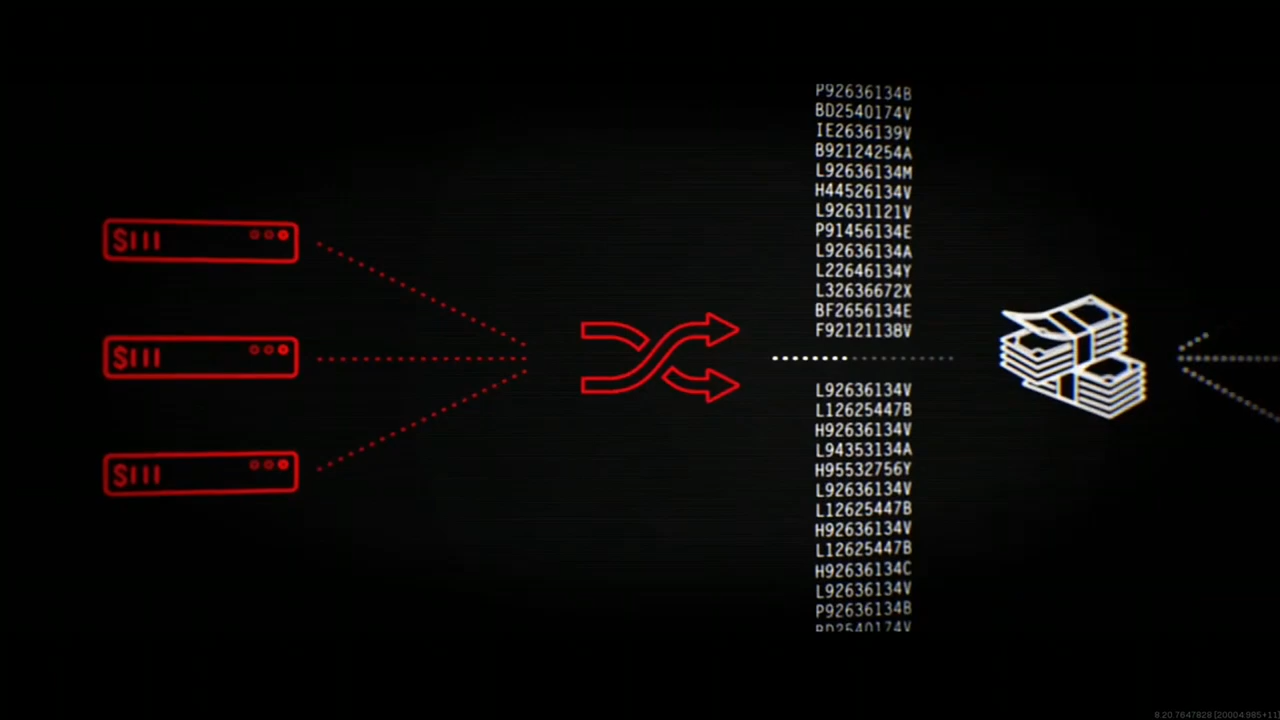 $III
$III
$III
P92636134B
BD2540174V
IE2636139V
B92124254A
L92636134M
H44526134V
L92631121V
P91456134E
L92636134A
L22646134Y
L32636672X
BF2656134E
F92121138V
L92636134V
L12625447B
H92636134V
L94353134A
H95532756Y
L92636134V
L12625447B
H92636134V
L12625447B
H92636134C
L92636134V
P92636134B
BD2540174V